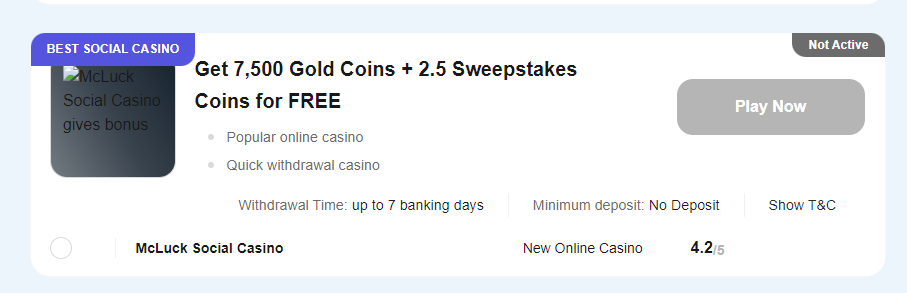 BEST SOCIAL CASINO
Not Active
McLuck
Social Casino
gives bonus
Get 7,500 Gold Coins + 2.5 Sweepstakes
Coins for FREE
Popular online casino
Quick withdrawal casino
Play Now
Withdrawal Time: up to 7 banking days
Minimum deposit: No Deposit
Show T&C
McLuck Social Casino
New Online Casino
4.2/5